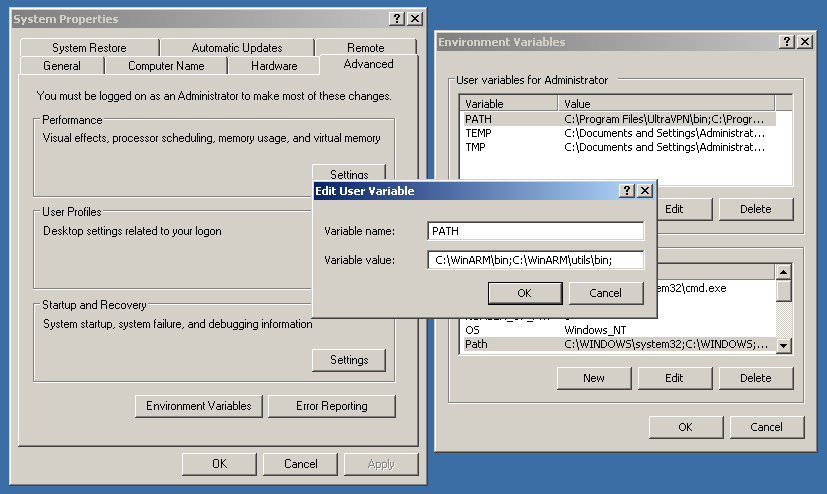 System Properties
System Restore
Automatic Updates
Remote
General
Computer Name
Hardware
Advanced
You must be logged on as an Administrator to make most of these changes.
Performance
Visual effects, processor scheduling, memory usage, and virtual memory
Settings
User Profiles
Desktop settings related to your logon
Startup and Recovery
System startup, system failure, and debugging information
Settings
Environment Variables
Error Reporting
OK
Cancel
Apply
Edit User Variable
Variable name:
PATH
Variable value:
C:\WinARM\bin;C:\WinARM\utils\bin;
OK
Cancel
Environment Variables
User variables for Administrator
Variable
Value
PATH
C:\Program Files\UltraVPN\bin;C:\Progr...
TEMP
C:\Documents and Settings\Administrat...
TMP
C:\Documents and Settings\Administrat...
Edit
Delete
em32\cmd.exe
OS
Windows_NT
Path
C:\WINDOWS\system32;C:\WINDOWS;...
New
Edit
Delete
OK
Cancel